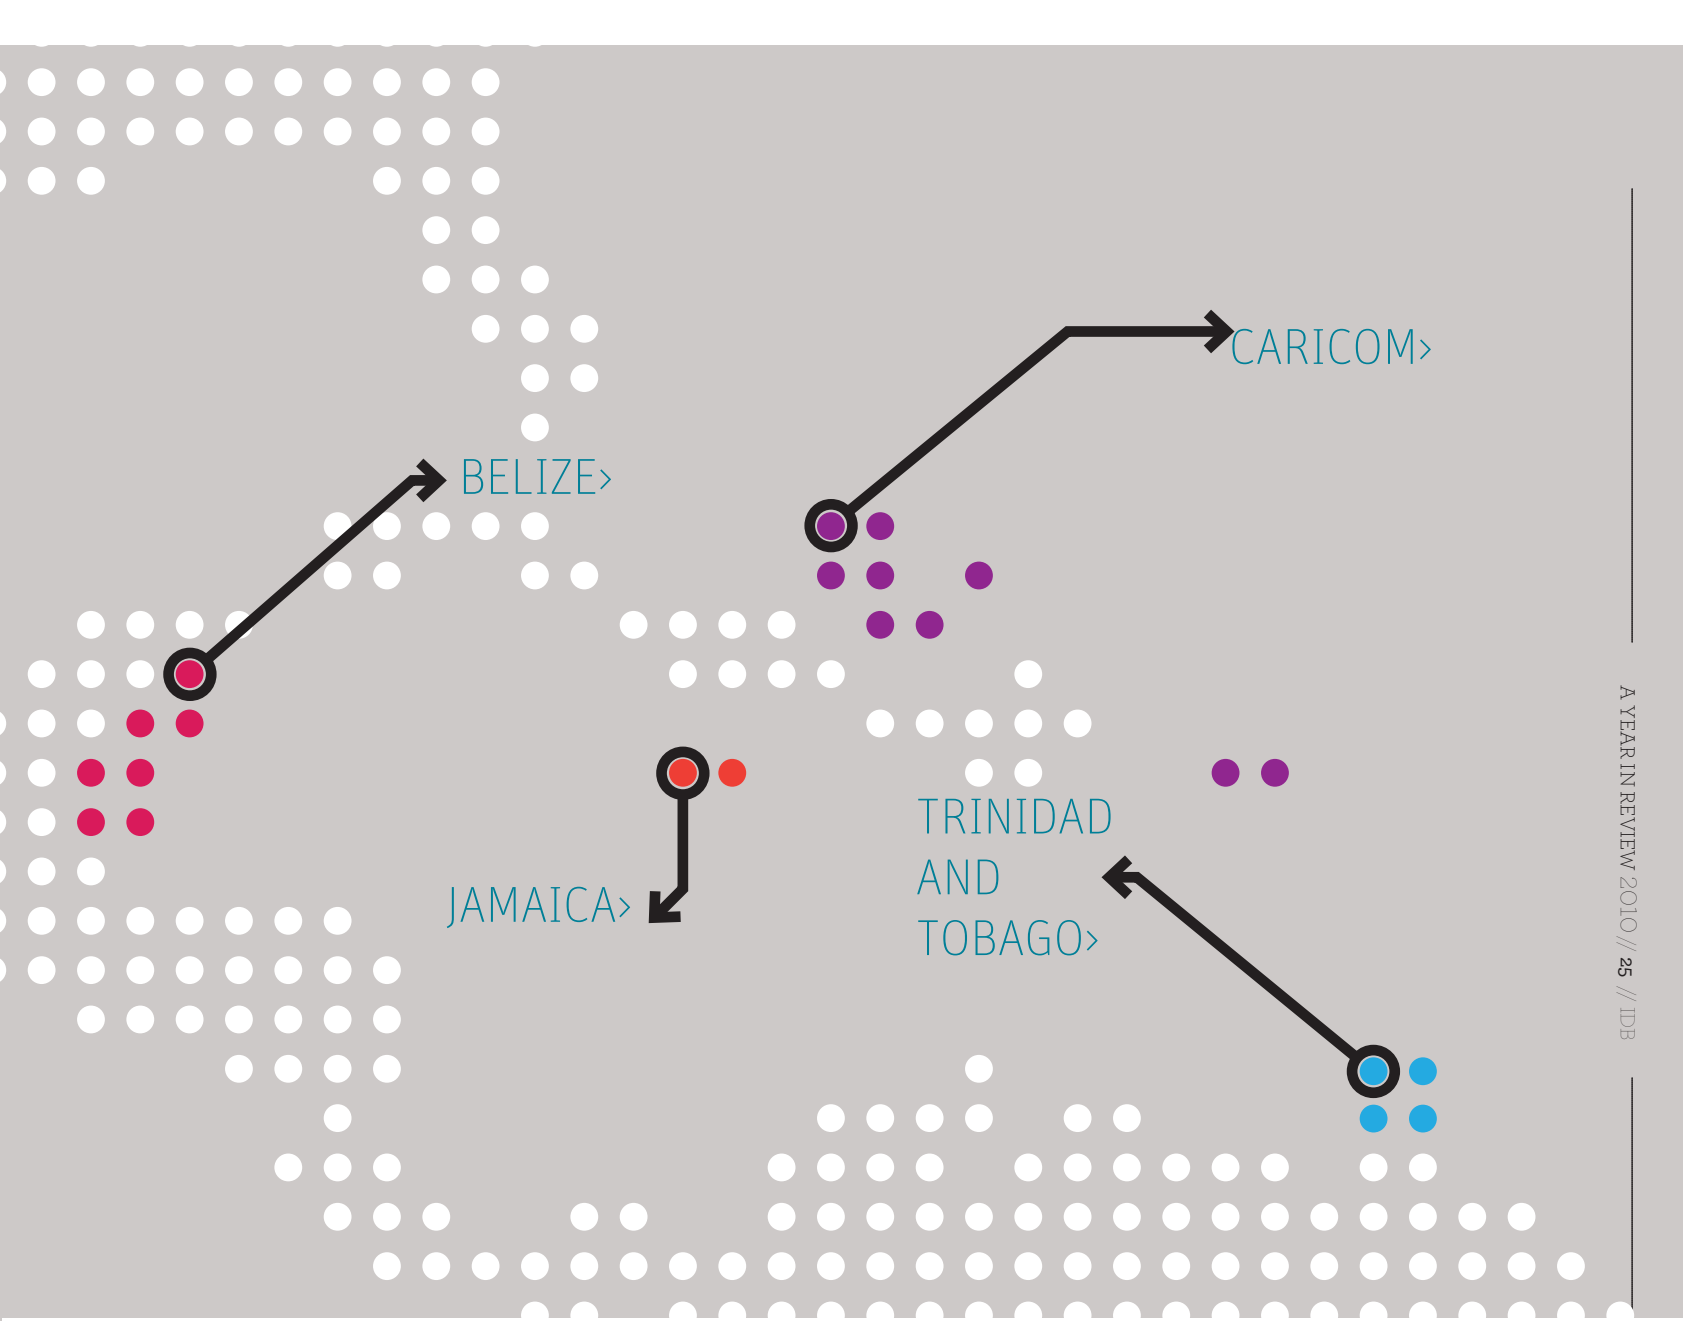 CARICOM>
BELIZE>
TRINIDAD
AND
TOBAGO>
JAMAICA>
A YEAR IN REVIEW 2010 // 25 // IDB